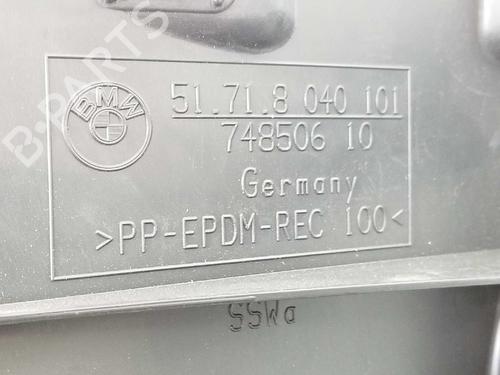 B-PARTS
BMW
51.71.8 040 101
748506 10
Germany
>PP-EPDM-REC 100<
SSWa